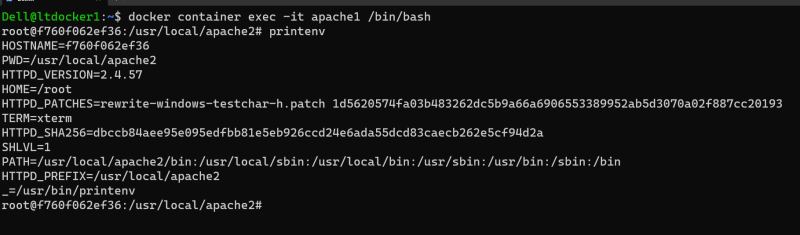 Dell@ltdocker1:~$ docker container exec -it apache1 /bin/bash
root@f760f062ef36:/usr/local/apache2# printenv
HOSTNAME=f760f062ef36
PWD=/usr/local/apache2
HTTPD_VERSION=2.4.57
HOME=/root
HTTPD_PATCHES=rewrite-windows-testchar-h.patch 1d5620574fa03b483262dc5b9a66a6906553389952ab5d3070a02f887cc20193
TERM=xterm
HTTPD_SHA256=dbccb84aee95e095edfbb81e5eb926ccd24e6ada55dcd83caecb262e5cf94d2a
SHLVL=1
PATH=/usr/local/apache2/bin:/usr/local/sbin:/usr/local/bin:/usr/sbin:/usr/bin:/sbin:/bin
HTTPD_PREFIX=/usr/local/apache2
_=/usr/bin/printenv
root@f760f062ef36:/usr/local/apache2#